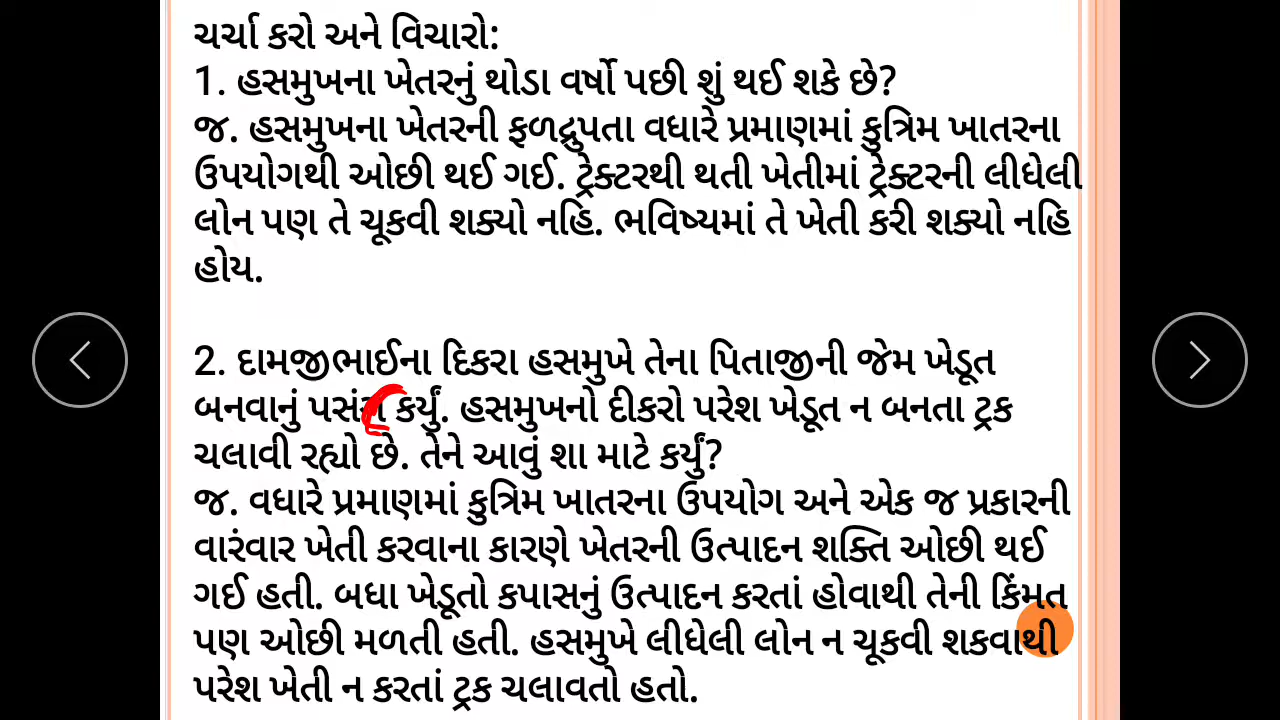 ચર્ચા કરો અને વિચારો:
1. હસમુખના ખેતરનું થોડા વર્ષો પછી શું થઈ શકે છે?
જ. હસમુખના ખેતરની ફળદ્રુપતા વધારે પ્રમાણમાં કુત્રિમ ખાતરના
ઉપયોગથી ઓછી થઈ ગઈ. ટ્રેક્ટરથી થતી ખેતીમાં ટ્રેક્ટરની લીધેલી
લોન પણ તે ચૂકવી શક્યો નહિ. ભવિષ્યમાં તે ખેતી કરી શક્યો નહિ
હોય.
2. દામજીભાઈના દિકરા હસમુખે તેના પિતાજીની જેમ ખેડૂત
બનવાનું કર્યું. હસમુખનો દીકરો પરેશ ખેડૂત ન બનતા ટ્રક
ચલાવી રહ્યો છે. તેને આવું શા માટે કર્યું?
જ. વધારે પ્રમાણમાં કુત્રિમ ખાતરના ઉપયોગ અને એક જ પ્રકારની
વારંવાર ખેતી કરવાના કારણે ખેતરની ઉત્પાદન શક્તિ ઓછી થઈ
ગઈ હતી. બધા ખેડૂતો કપાસનું ઉત્પાદન કરતાં હોવાથી તેની કિંમત
પણ ઓછી મળતી હતી. હસમુખે લીધેલી લોન ન ચૂકવી શકવાથી
પરેશ ખેતી ન કરતાં ટ્રક ચલાવતો હતો.